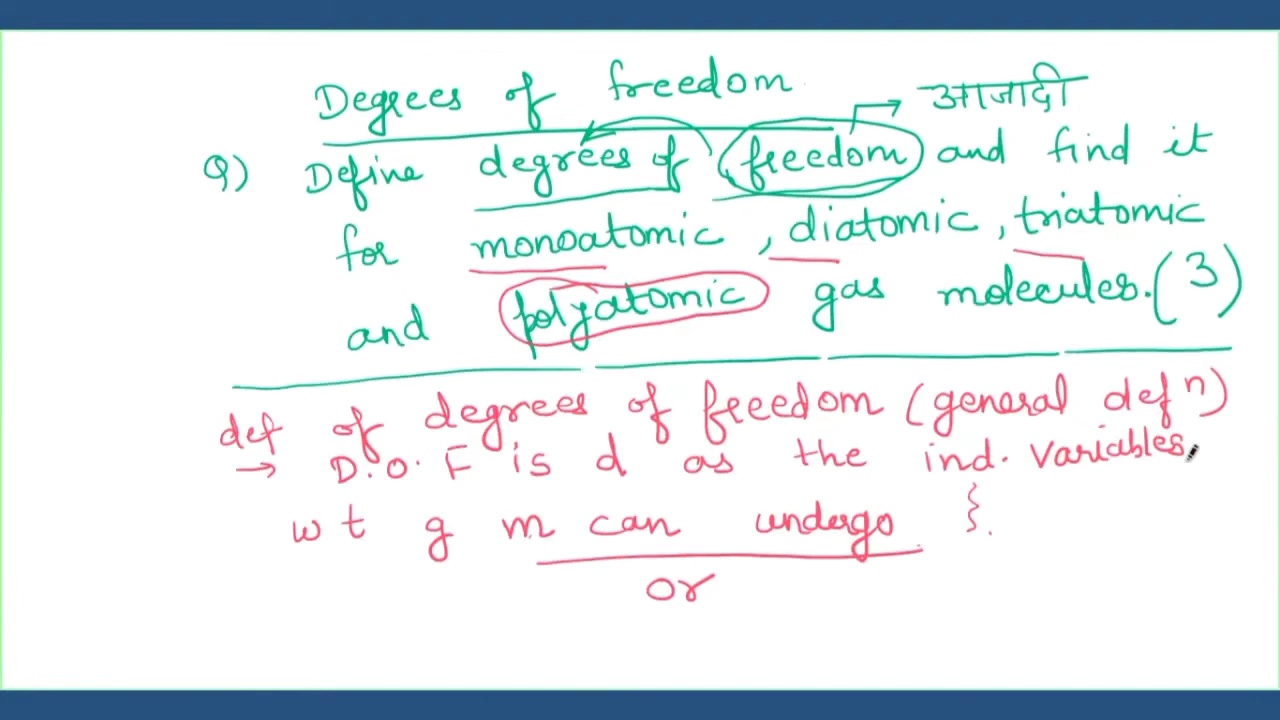 Degrees of freedom → आजादी
Q) Define degrees of freedom and find it
for monoatomic, diatomic, triatomic
and polyatomic gas molecules. (3)
def of degrees of freedom (general defⁿ)
→ D.O.F is d as the ind. variables
w t g m can undergo }.
or